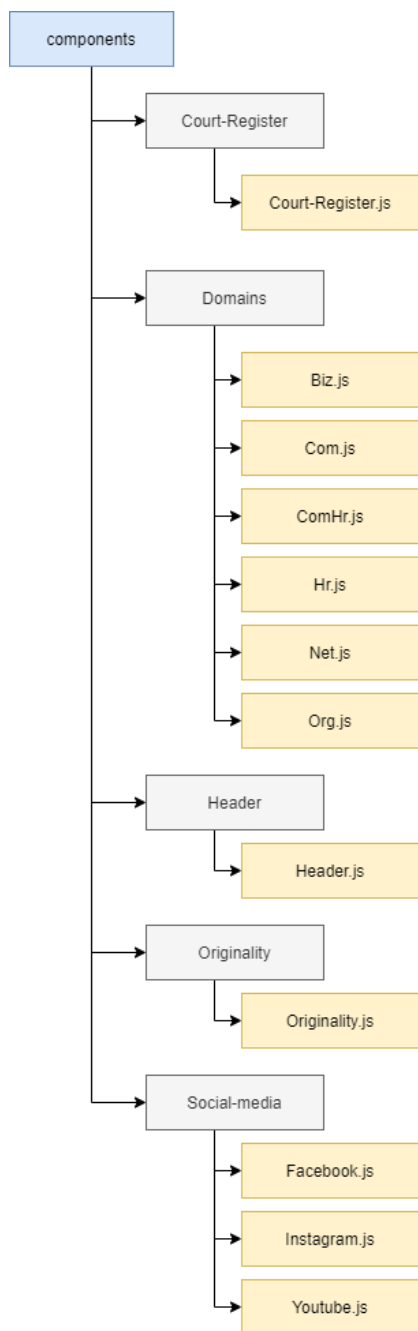 components
Court-Register
Court-Register.js
Domains
Biz.js
Com.js
ComHr.js
Hr.js
Net.js
Org.js
Header
Header.js
Originality
Originality.js
Social-media
Facebook.js
Instagram.js
Youtube.js